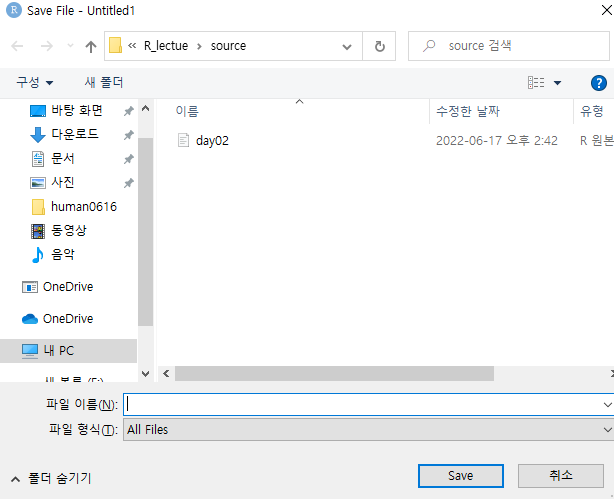 Save File - Untitled1
« R_lectue › source
source 검색
구성
새 폴더
이름
수정한 날짜
유형
바탕 화면
다운로드
문서
사진
human0616
동영상
음악
OneDrive
OneDrive
내 PC
day02
2022-06-17 오후 2:42
R 원본
파일 이름(N):
파일 형식(T):
All Files
폴더 숨기기
Save
취소